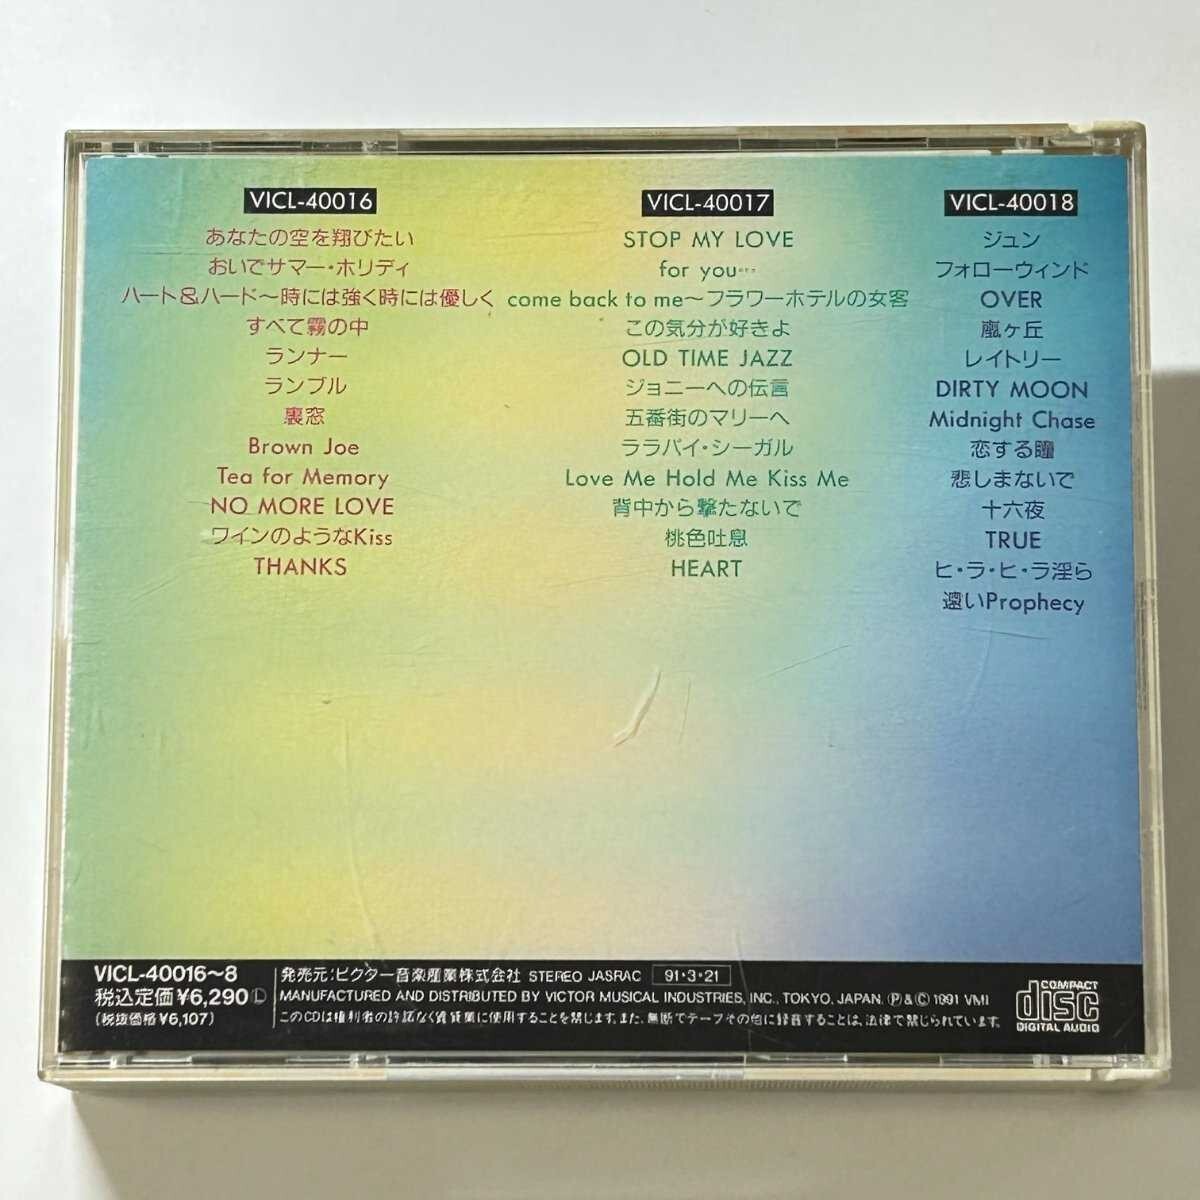 VICL-40016
あなたの空を翔びたい
おいでサマー・ホリディ
ハート＆ハード〜時には強く時には優しく
すべて霧の中
ランナー
ランブル
裏窓
Brown Joe
Tea for Memory
NO MORE LOVE
ワインのようなKiss
THANKS
VICL-40017
STOP MY LOVE
for you…
come back to me〜フラワーホテルの女客
この気分が好きよ
OLD TIME JAZZ
ジョニーへの伝言
五番街のマリーへ
ララバイ・シーガル
Love Me Hold Me Kiss Me
背中から撃たないで
桃色吐息
HEART
VICL-40018
ジュン
フォローウィンド
OVER
嵐ヶ丘
レイトリー
DIRTY MOON
Midnight Chase
恋する瞳
悲しまないで
十六夜
TRUE
ヒ・ラ・ヒ・ラ淫ら
遠いProphecy
VICL-40016〜8
税込定価¥6,290 Ⓛ
(税抜価格¥6,107)
発売元：ビクター音楽産業株式会社 STEREO JASRAC 91・3・21
MANUFACTURED AND DISTRIBUTED BY VICTOR MUSICAL INDUSTRIES, INC., TOKYO, JAPAN. Ⓟ&Ⓒ 1991 VMI
このCDは権利者の許諾なく賃貸業に使用することを禁じます。また、無断でテープその他に録音することは、法律で禁じられています。
COMPACT
disc
DIGITAL AUDIO